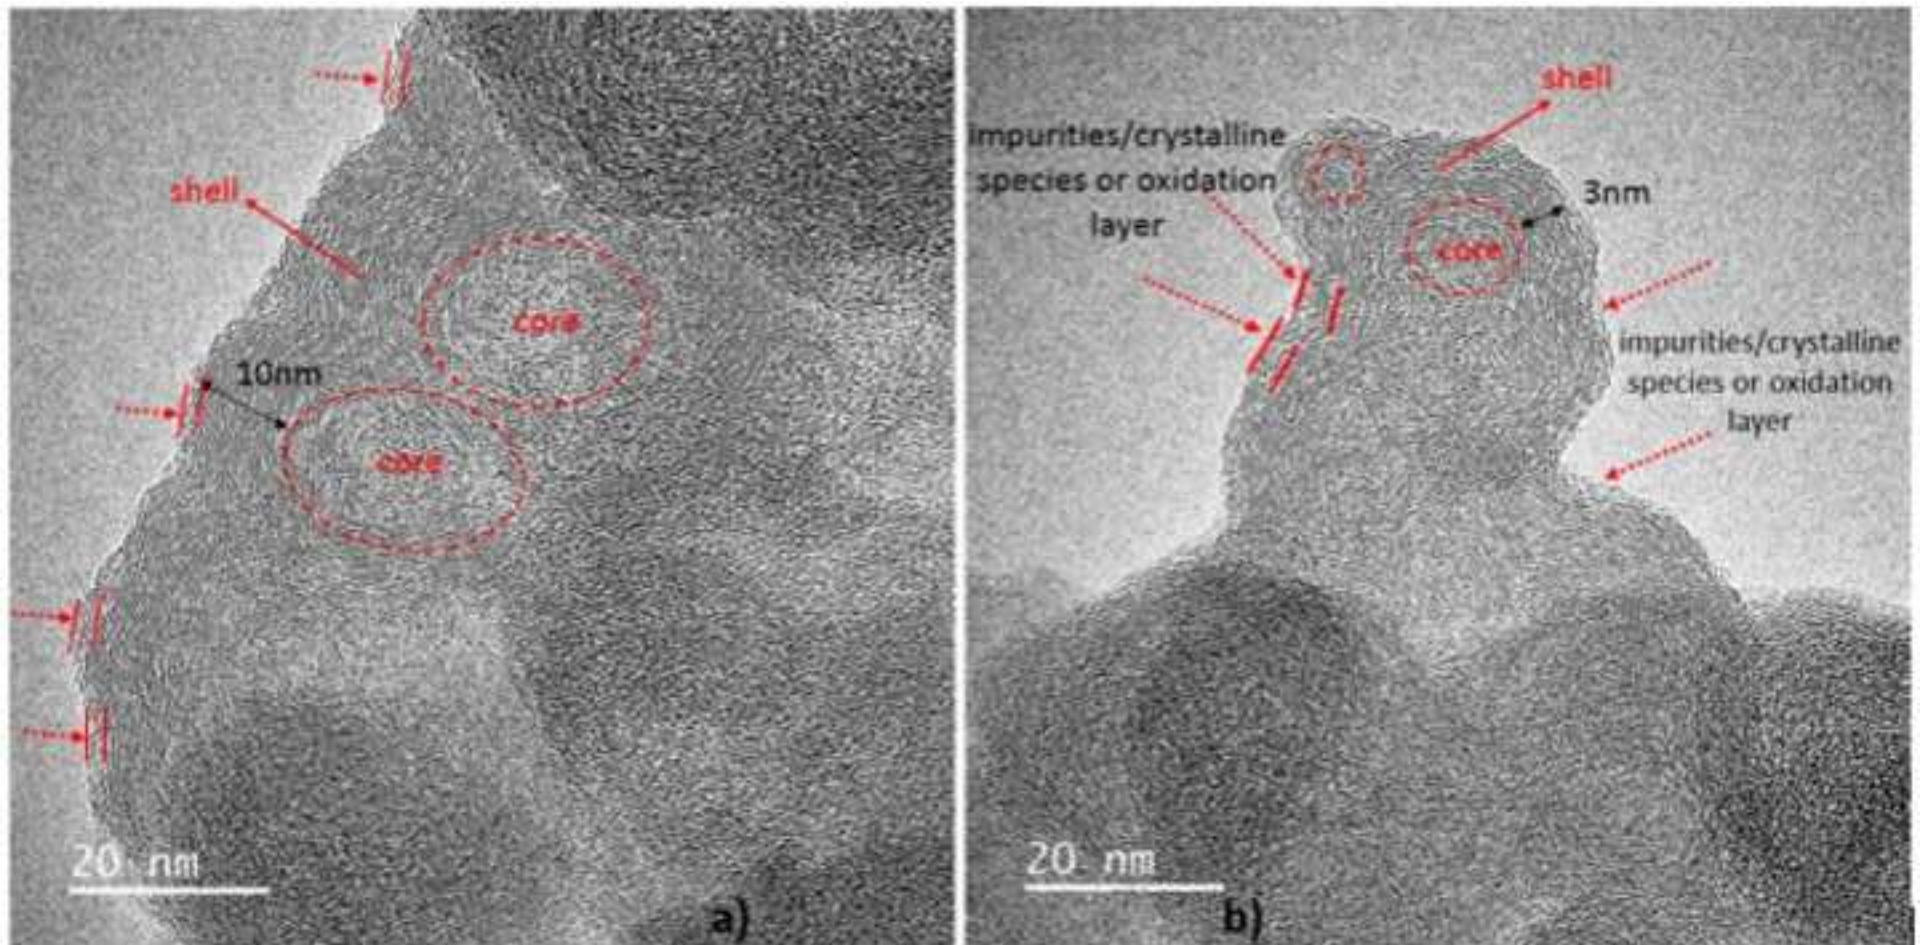 shell
core
10nm
core
20 nm
a)
shell
impurities/crystalline
species or oxidation
layer
3nm
core
impurities/crystalline
species or oxidation
layer
20 nm
b)